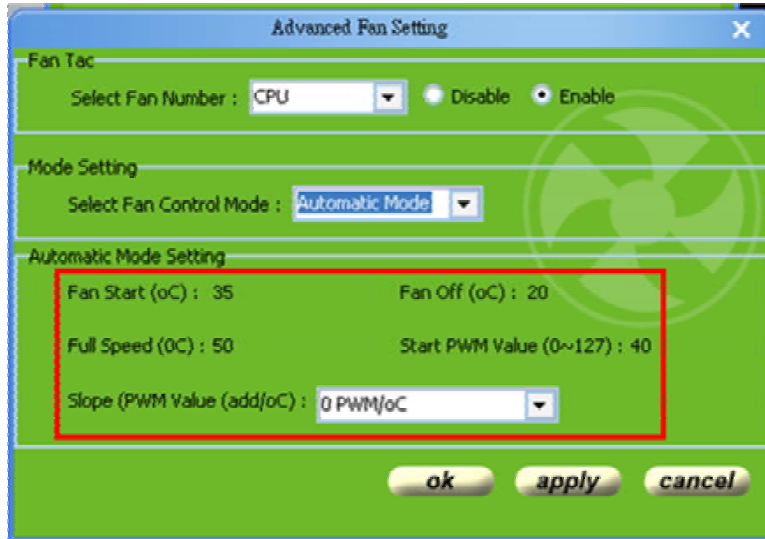 Advanced Fan Setting
Fan Tac
Select Fan Number : CPU Disable Enable
Mode Setting
Select Fan Control Mode : Automatic Mode
Automatic Mode Setting
Fan Start (oC) : 35 Fan Off (oC) : 20
Full Speed (0C) : 50 Start PWM Value (0~127) : 40
Slope (PWM Value (add/oC) : 0 PWM/oC
ok apply cancel